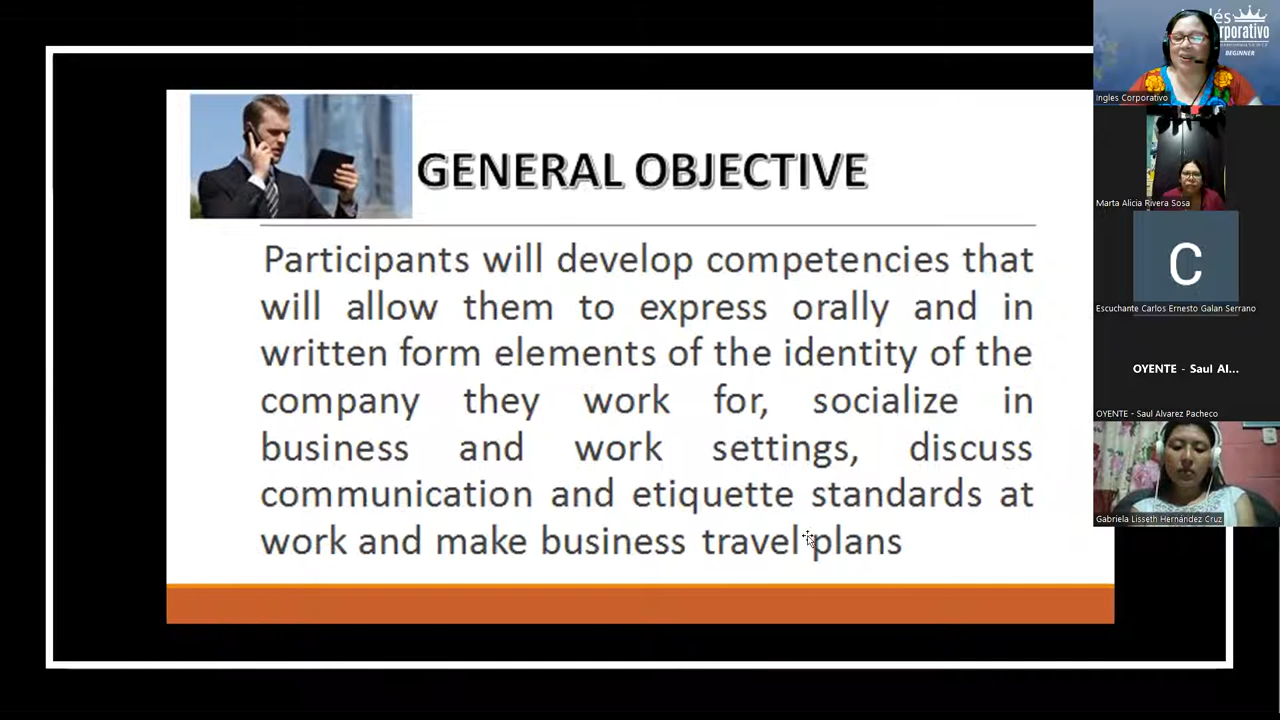 GENERAL OBJECTIVE
Participants will develop competencies that
will allow them to express orally and in
written form elements of the identity of the
company they work for, socialize in
business and work settings, discuss
communication and etiquette standards at
work and make business travel plans
BEGINNER
Ingles Corporativo
Marta Alicia Rivera Sosa
C
Escuchante Carlos Ernesto Galan Serrano
OYENTE - Saul Al...
OYENTE - Saul Alvarez Pacheco
Gabriela Lisseth Hernández Cruz